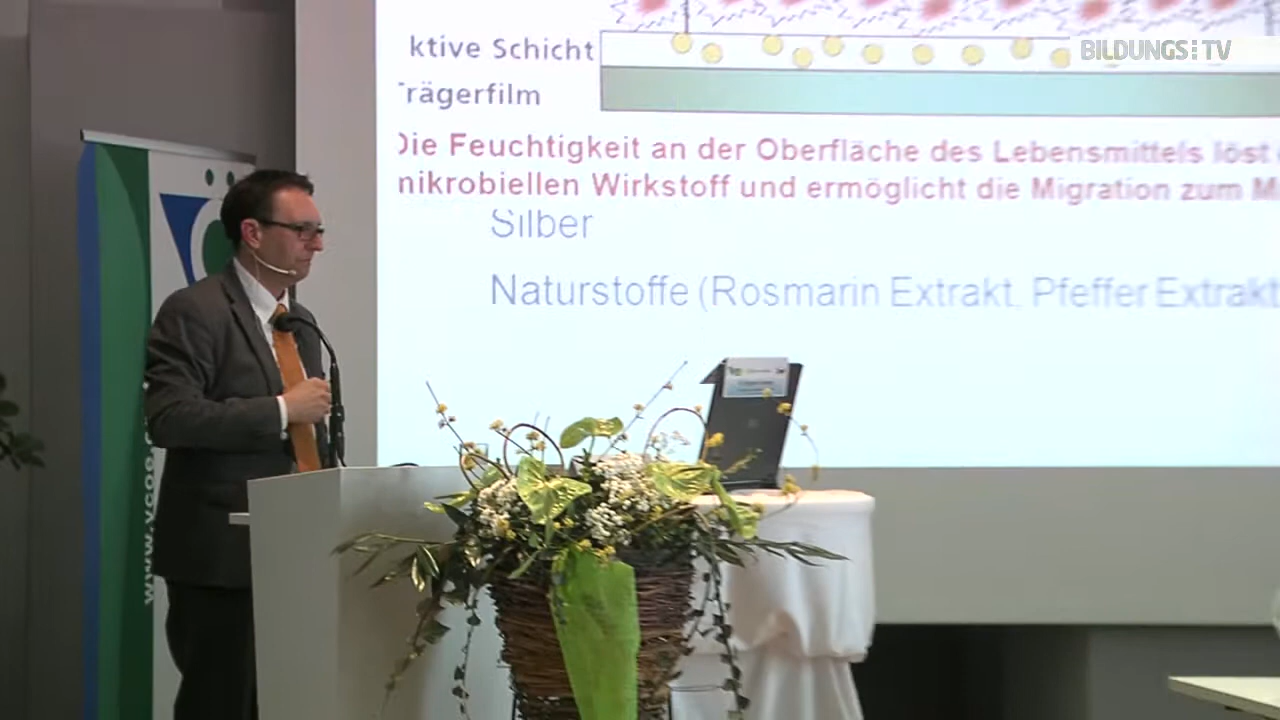 BILDUNGS TV
ktive Schicht
rägerfilm
Die Feuchtigkeit an der Oberfläche des Lebensmittels löst
nikrobiellen Wirkstoff und ermöglicht die Migration zum M
Silber
Naturstoffe (Rosmarin Extrakt, Pfeffer Extrakt